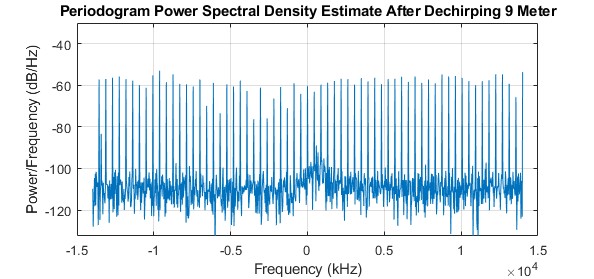 Periodogram Power Spectral Density Estimate After Dechirping 9 Meter
Power/Frequency (dB/Hz)
-40
-60
-80
-100
-120
-1.5 -1 -0.5 0 0.5 1 1.5
Frequency (kHz)
×10^4